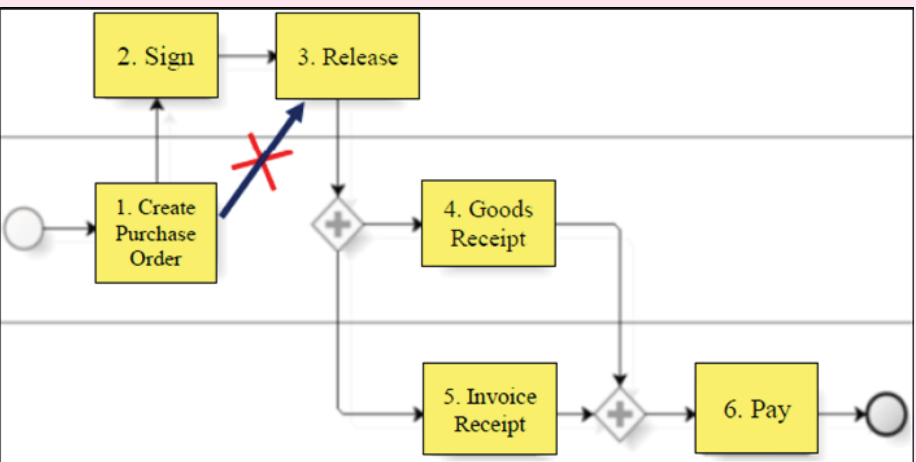 2. Sign
3. Release
1. Create
Purchase
Order
4. Goods
Receipt
5. Invoice
Receipt
6. Pay